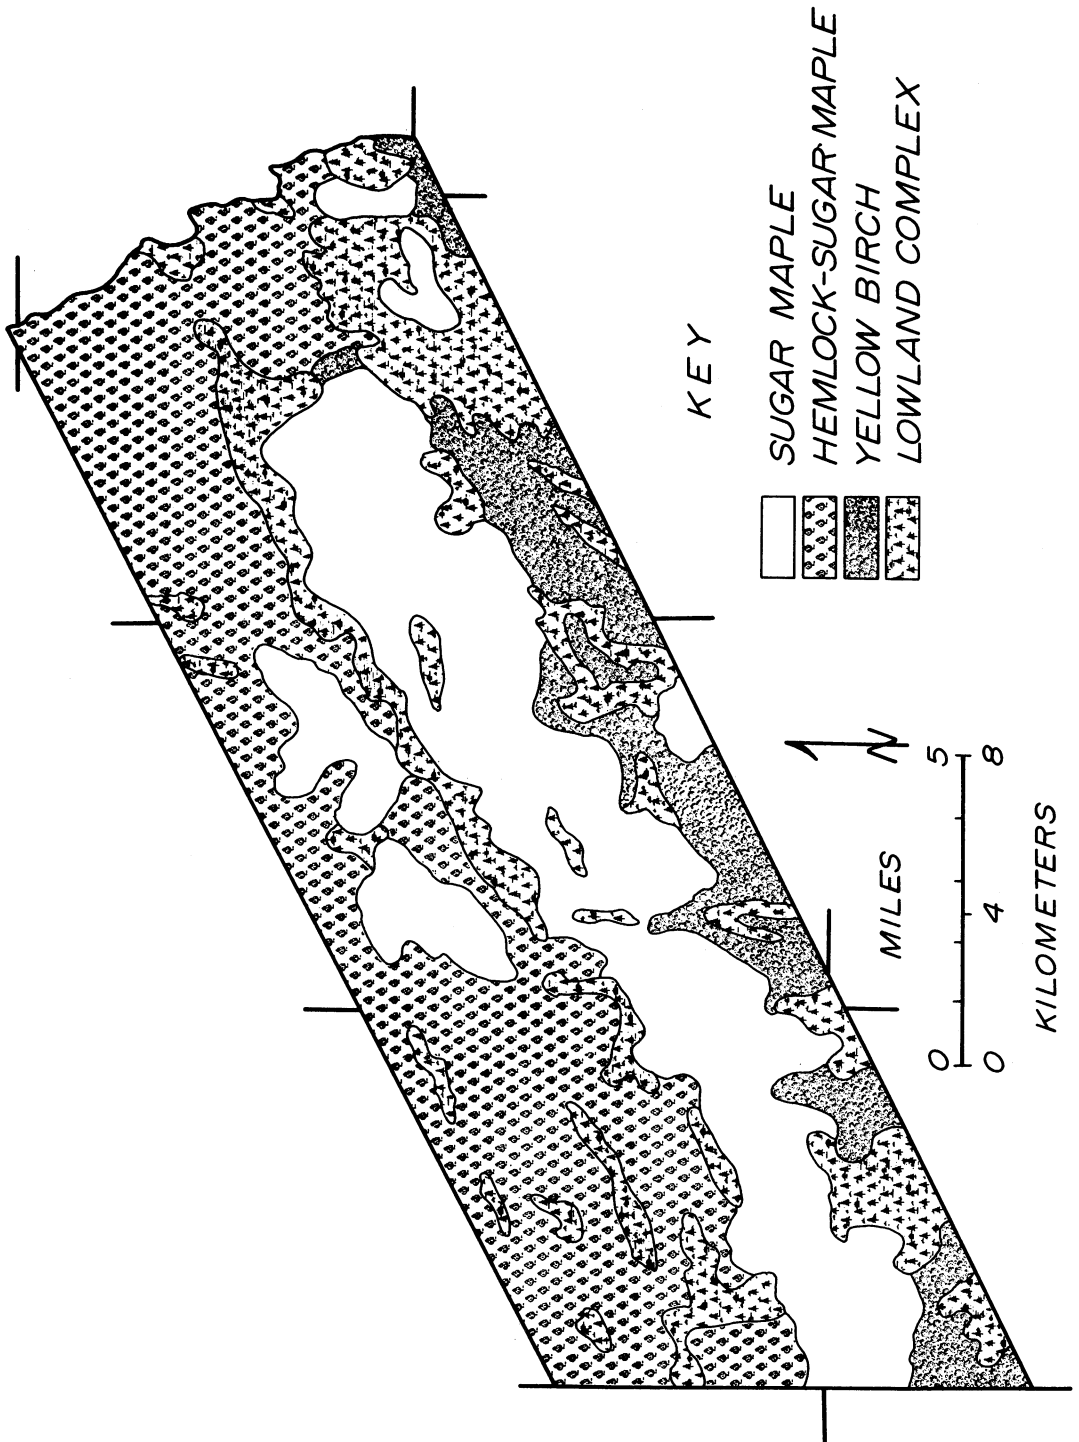 KEY
SUGAR MAPLE
HEMLOCK-SUGAR MAPLE
YELLOW BIRCH
LOWLAND COMPLEX
N
MILES
0 5
0 4 8
KILOMETERS